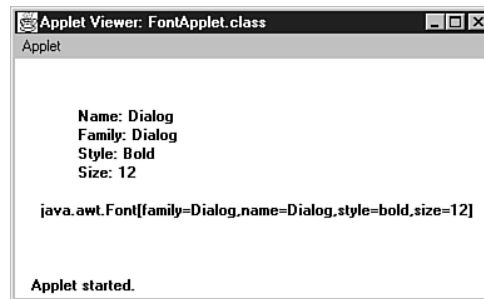 Applet Viewer: FontApplet.class
Applet
Name: Dialog
Family: Dialog
Style: Bold
Size: 12
java.awt.Font[family=Dialog,name=Dialog,style=bold,size=12]
Applet started.